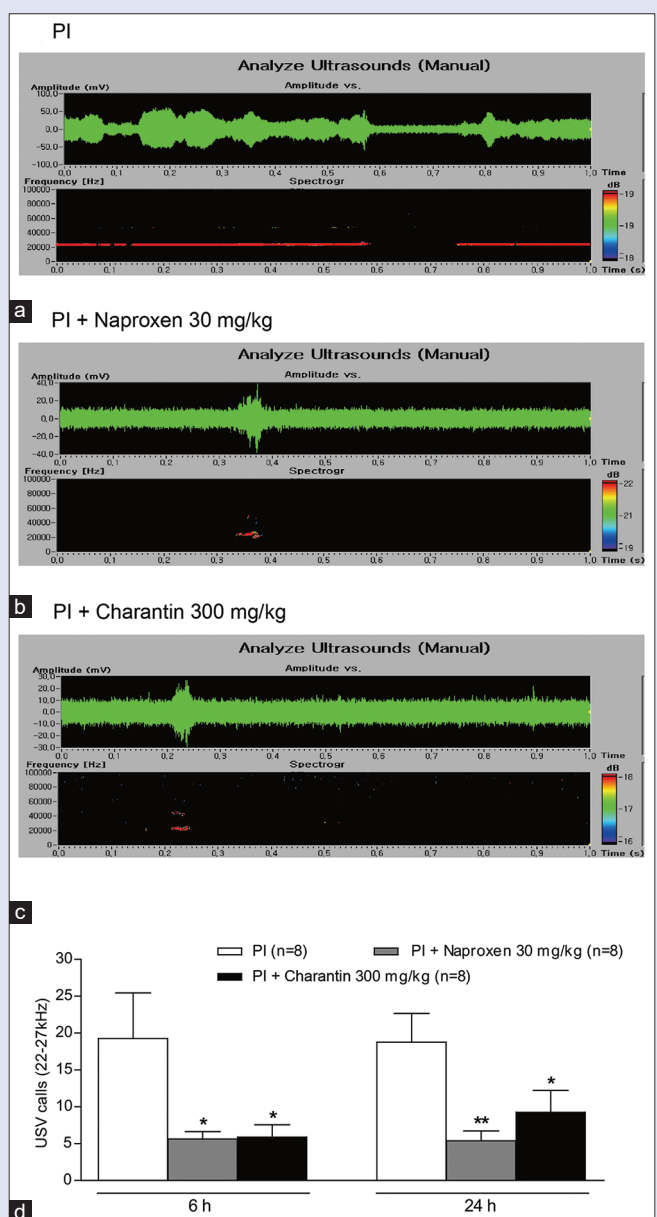 PI
Analyze Ultrasounds (Manual)
Amplitude (mV) Amplitude vs.
100.0
50.0
0.0
-50.0
-100.0
0.0 0.1 0.2 0.3 0.4 0.5 0.6 0.7 0.8 0.9 1.0 Time
Frequency [Hz] Spectrogr dB
100000
80000
60000
40000
20000
0
-19
-19
-18
0.0 0.1 0.2 0.3 0.4 0.5 0.6 0.7 0.8 0.9 1.0 Time (s)
a
PI + Naproxen 30 mg/kg
Analyze Ultrasounds (Manual)
Amplitude (mV) Amplitude vs.
40.0
20.0
0.0
-20.0
-40.0
0.0 0.1 0.2 0.3 0.4 0.5 0.6 0.7 0.8 0.9 1.0 Time
Frequency [Hz] Spectrogr dB
100000
80000
60000
40000
20000
0
-22
-21
-19
0.0 0.1 0.2 0.3 0.4 0.5 0.6 0.7 0.8 0.9 1.0 Time (s)
b
PI + Charantin 300 mg/kg
Analyze Ultrasounds (Manual)
Amplitude (mV) Amplitude vs.
30.0
20.0
10.0
0.0
-10.0
-20.0
-30.0
0.0 0.1 0.2 0.3 0.4 0.5 0.6 0.7 0.8 0.9 1.0 Time
Frequency [Hz] Spectrogr dB
100000
80000
60000
40000
20000
0
-18
-17
-16
0.0 0.1 0.2 0.3 0.4 0.5 0.6 0.7 0.8 0.9 1.0 Time (s)
c
PI (n=8) PI + Naproxen 30 mg/kg (n=8)
PI + Charantin 300 mg/kg (n=8)
USV calls (22-27kHz)
30
25
20
15
10
5
0
* * ** *
6 h 24 h
d